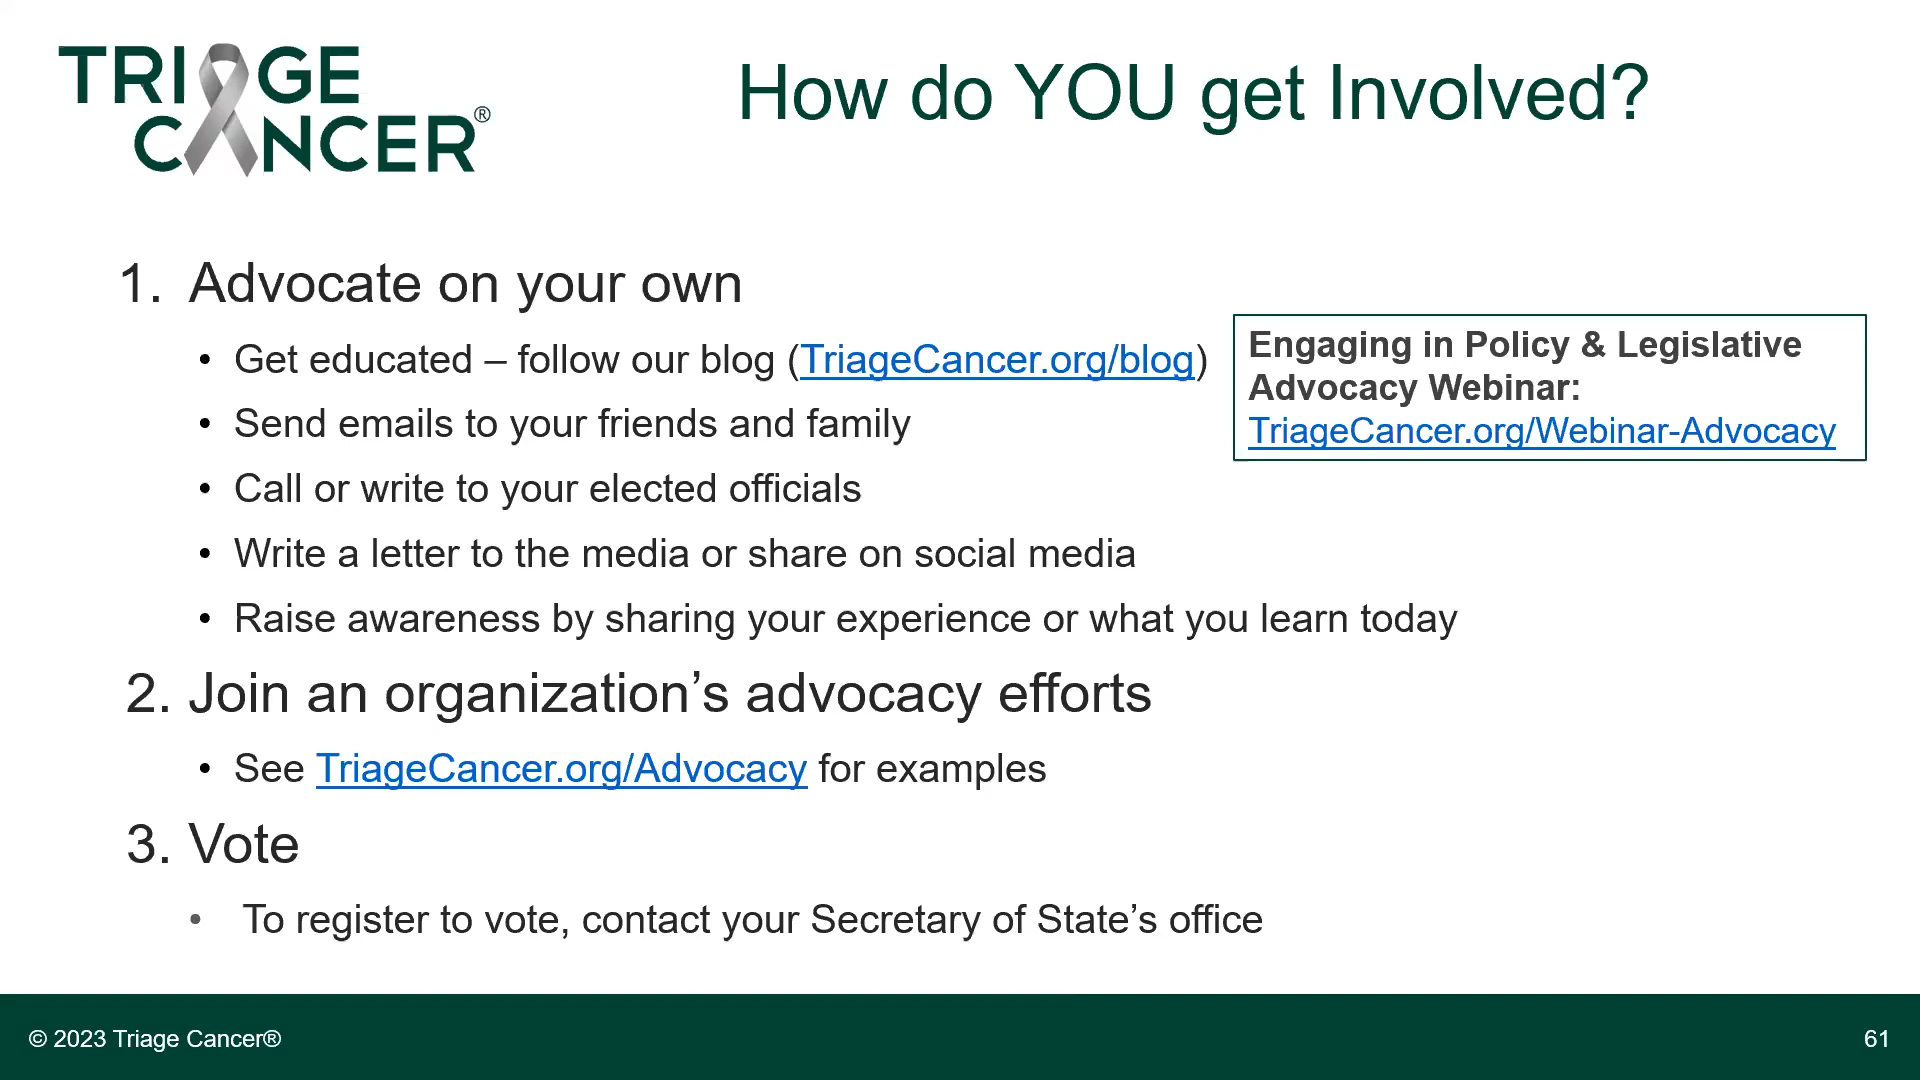 TRIAGE
CANCER®
How do YOU get Involved?
1. Advocate on your own
• Get educated – follow our blog (TriageCancer.org/blog)
• Send emails to your friends and family
• Call or write to your elected officials
• Write a letter to the media or share on social media
• Raise awareness by sharing your experience or what you learn today
Engaging in Policy & Legislative
Advocacy Webinar:
TriageCancer.org/Webinar-Advocacy
2. Join an organization’s advocacy efforts
• See TriageCancer.org/Advocacy for examples
3. Vote
• To register to vote, contact your Secretary of State’s office
© 2023 Triage Cancer®
61